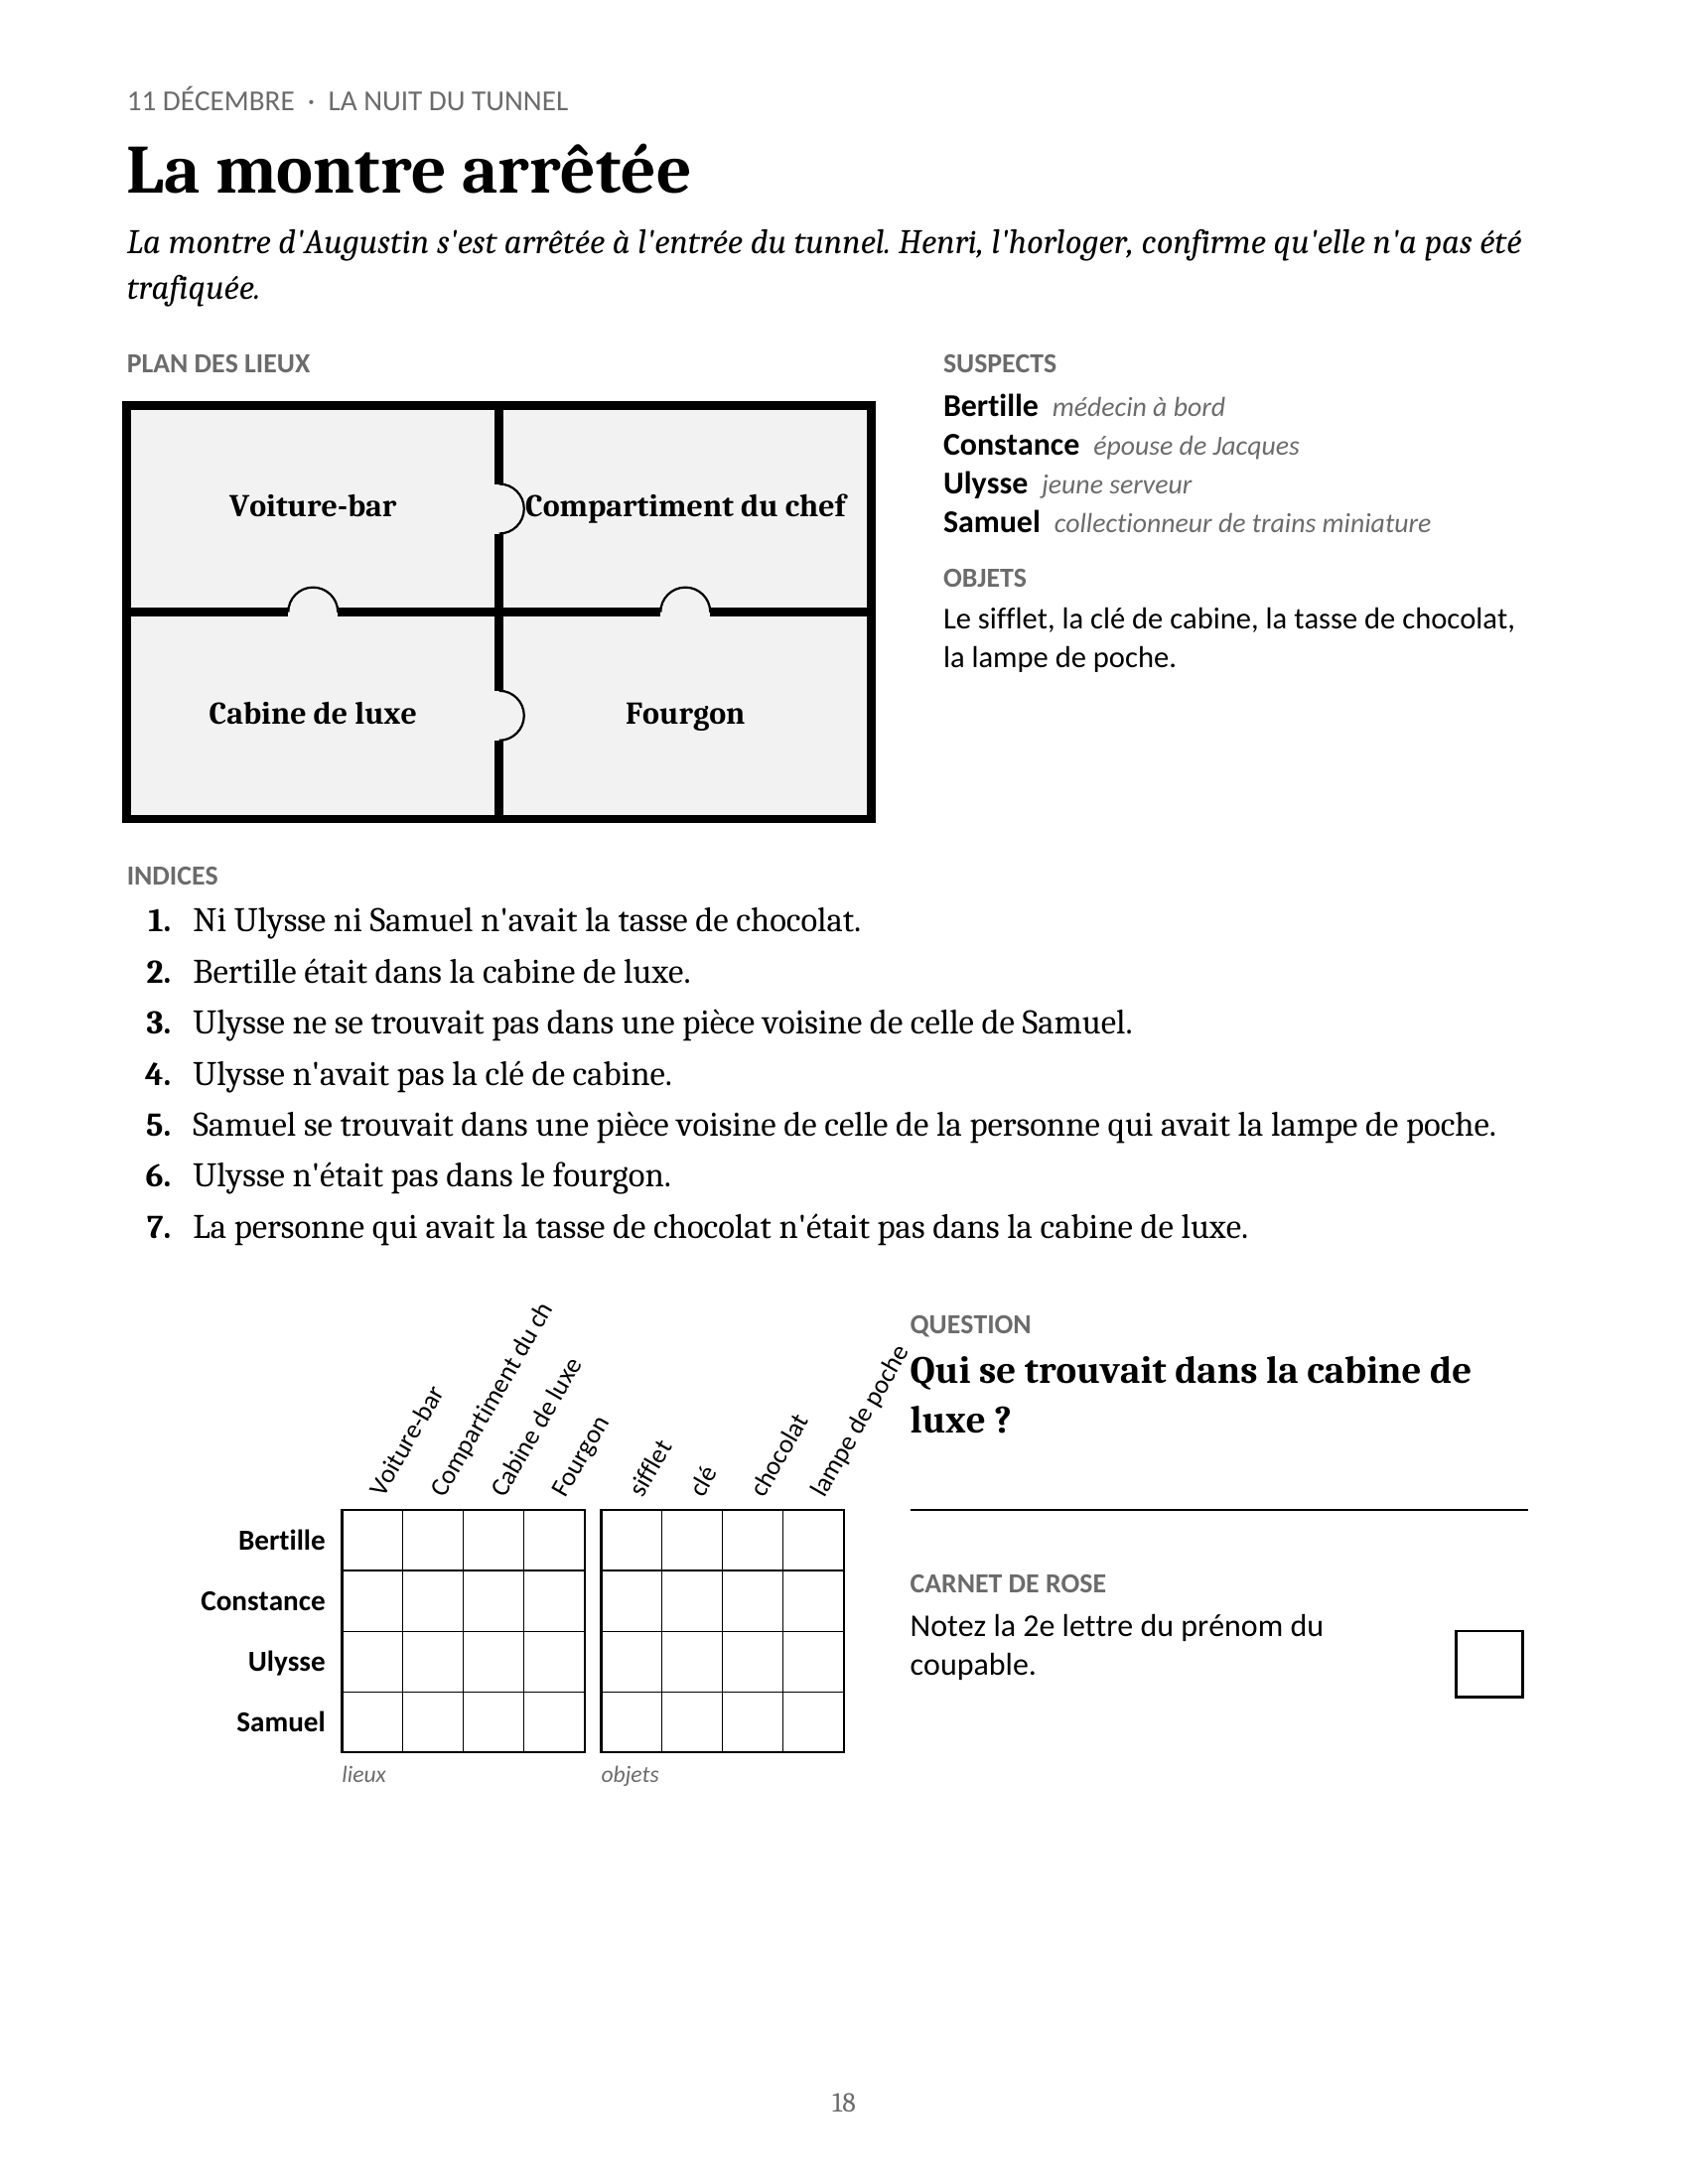 11 DÉCEMBRE · LA NUIT DU TUNNEL
La montre arrêtée
La montre d'Augustin s'est arrêtée à l'entrée du tunnel. Henri, l'horloger, confirme qu'elle n'a pas été
trafiquée.
PLAN DES LIEUX
Voiture-bar
Compartiment du chef
Cabine de luxe
Fourgon
SUSPECTS
Bertille médecin à bord
Constance épouse de Jacques
Ulysse jeune serveur
Samuel collectionneur de trains miniature
OBJETS
Le sifflet, la clé de cabine, la tasse de chocolat,
la lampe de poche.
INDICES
1. Ni Ulysse ni Samuel n'avait la tasse de chocolat.
2. Bertille était dans la cabine de luxe.
3. Ulysse ne se trouvait pas dans une pièce voisine de celle de Samuel.
4. Ulysse n'avait pas la clé de cabine.
5. Samuel se trouvait dans une pièce voisine de celle de la personne qui avait la lampe de poche.
6. Ulysse n'était pas dans le fourgon.
7. La personne qui avait la tasse de chocolat n'était pas dans la cabine de luxe.
Voiture-bar
Compartiment du ch
Cabine de luxe
Fourgon
sifflet
clé
chocolat
lampe de poche
Bertille
Constance
Ulysse
Samuel
lieux
objets
QUESTION
Qui se trouvait dans la cabine de
luxe ?
CARNET DE ROSE
Notez la 2e lettre du prénom du
coupable.
18